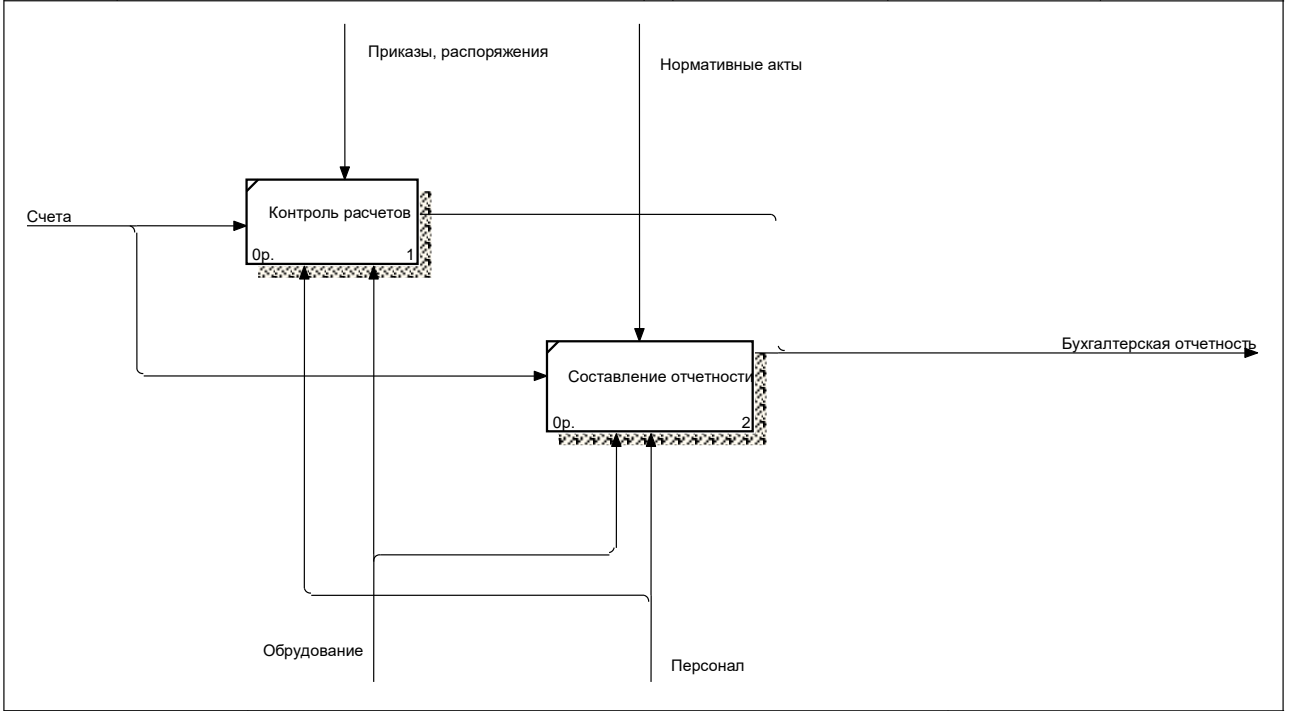 Приказы, распоряжения
Нормативные акты
Счета
Контроль расчетов
0р. 1
Бухгалтерская отчетность
Составление отчетности
0р. 2
Обрудование
Персонал